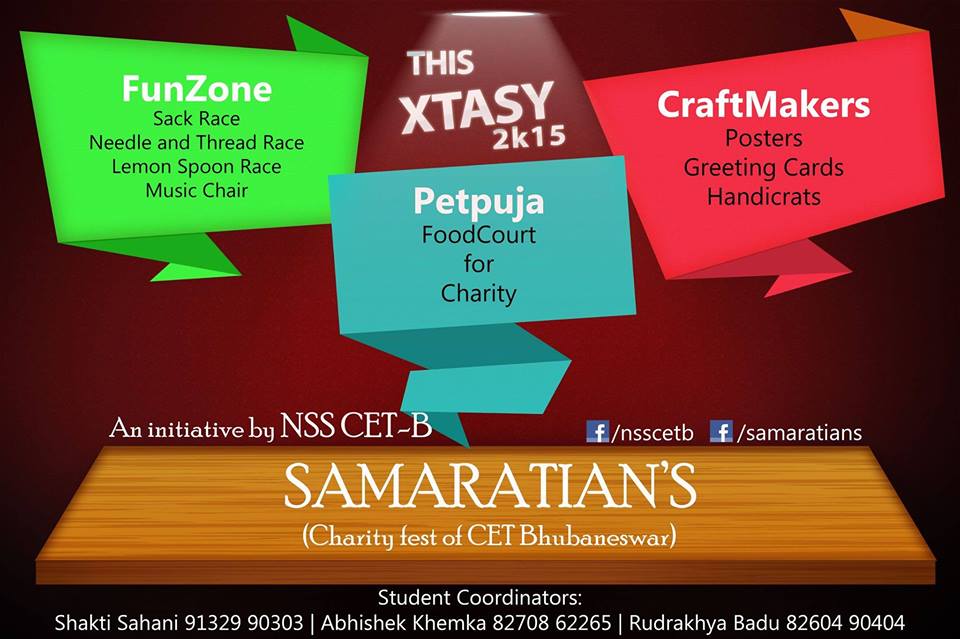 THIS
XTASY
2k15
FunZone
Sack Race
Needle and Thread Race
Lemon Spoon Race
Music Chair
Petpuja
FoodCourt
for
Charity
CraftMakers
Posters
Greeting Cards
Handicrats
An initiative by NSS CET-B
/nsscetb /samaratians
SAMARATIAN'S
(Charity fest of CET Bhubaneswar)
Student Coordinators:
Shakti Sahani 91329 90303 | Abhishek Khemka 82708 62265 | Rudrakhya Badu 82604 90404